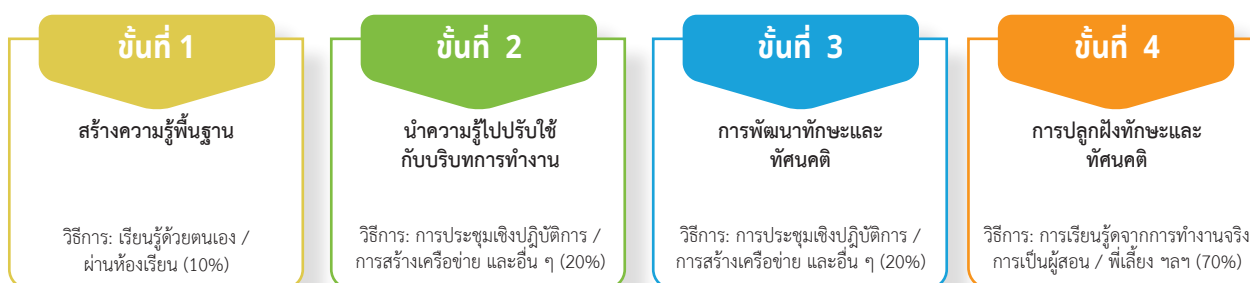 ขั้นที่ 1
สร้างความรู้พื้นฐาน
วิธีการ: เรียนรู้ด้วยตนเอง /
ผ่านห้องเรียน (10%)
ขั้นที่ 2
นำความรู้ไปปรับใช้
กับบริบทการทำงาน
วิธีการ: การประชุมเชิงปฏิบัติการ /
การสร้างเครือข่าย และอื่น ๆ (20%)
ขั้นที่ 3
การพัฒนาทักษะและ
ทัศนคติ
วิธีการ: การประชุมเชิงปฏิบัติการ /
การสร้างเครือข่าย และอื่น ๆ (20%)
ขั้นที่ 4
การปลูกฝังทักษะและ
ทัศนคติ
วิธีการ: การเรียนรู้ดจากการทำงานจริง
การเป็นผู้สอน / พี่เลี้ยง ฯลฯ (70%)